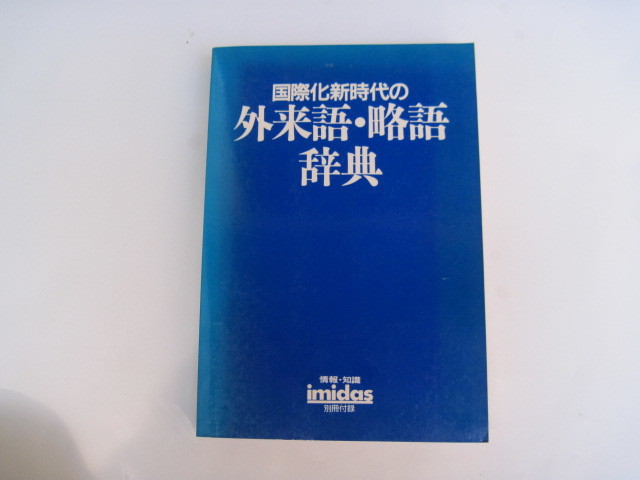 国際化新時代の
外来語・略語
辞典
情報・知識
imidas
別冊付録